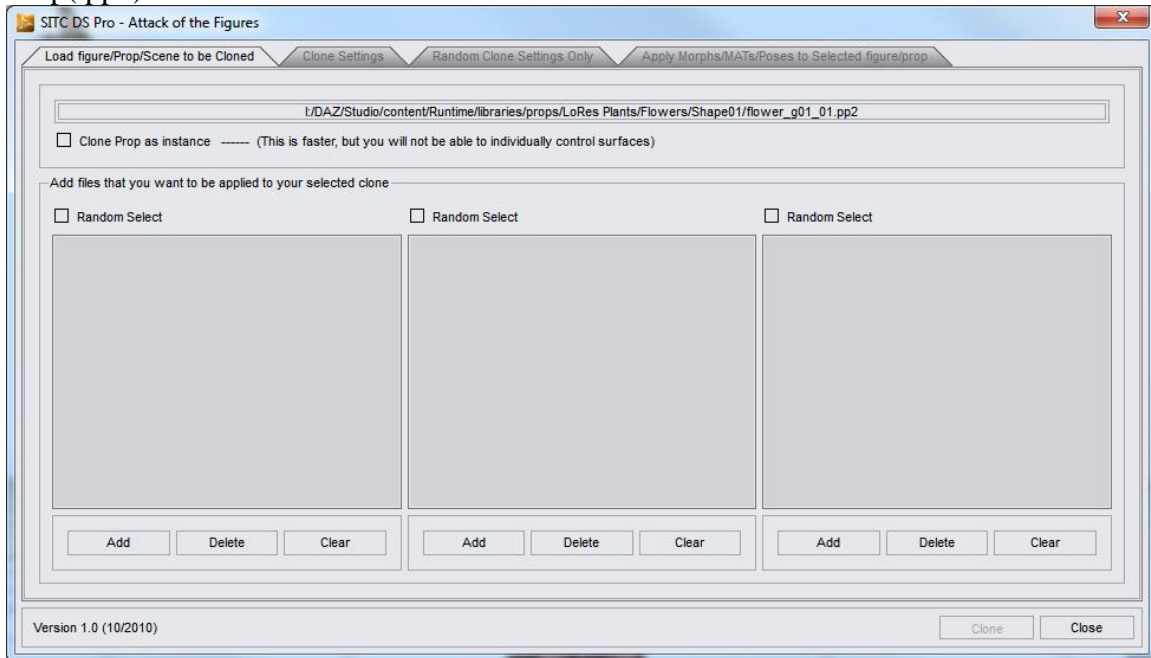 SITC DS Pro - Attack of the Figures
Load figure/Prop/Scene to be Cloned Clone Settings Random Clone Settings Only Apply Morphs/MATs/Poses to Selected figure/prop
I:/DAZ/Studio/content/Runtime/libraries/props/LoRes Plants/Flowers/Shape01/flower_g01_01.pp2
Clone Prop as instance ------ (This is faster, but you will not be able to individually control surfaces)
Add files that you want to be applied to your selected clone
Random Select Random Select Random Select
Add Delete Clear Add Delete Clear Add Delete Clear
Version 1.0 (10/2010) Clone Close